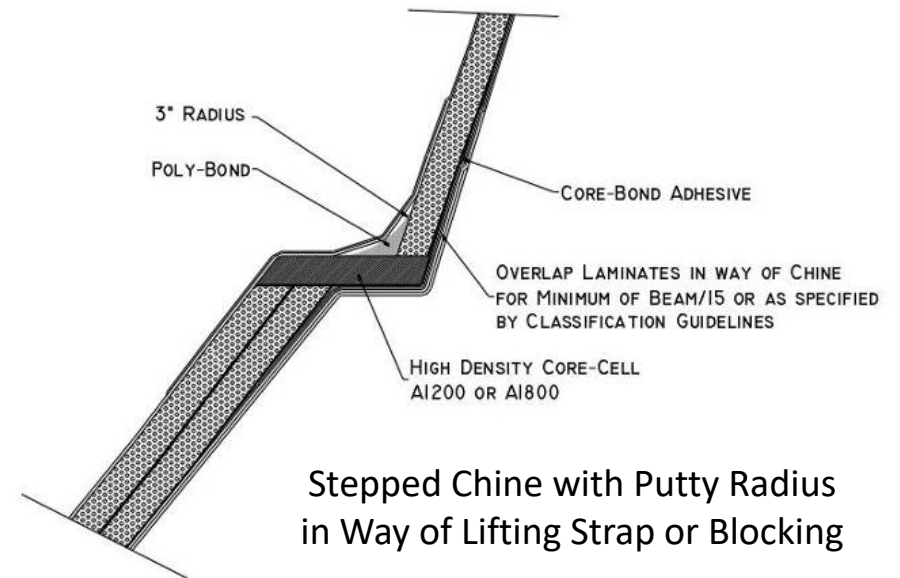 3" RADIUS
POLY-BOND
CORE-BOND ADHESIVE
OVERLAP LAMINATES IN WAY OF CHINE
FOR MINIMUM OF BEAM/15 OR AS SPECIFIED
BY CLASSIFICATION GUIDELINES
HIGH DENSITY CORE-CELL
A1200 OR A1800
Stepped Chine with Putty Radius
in Way of Lifting Strap or Blocking